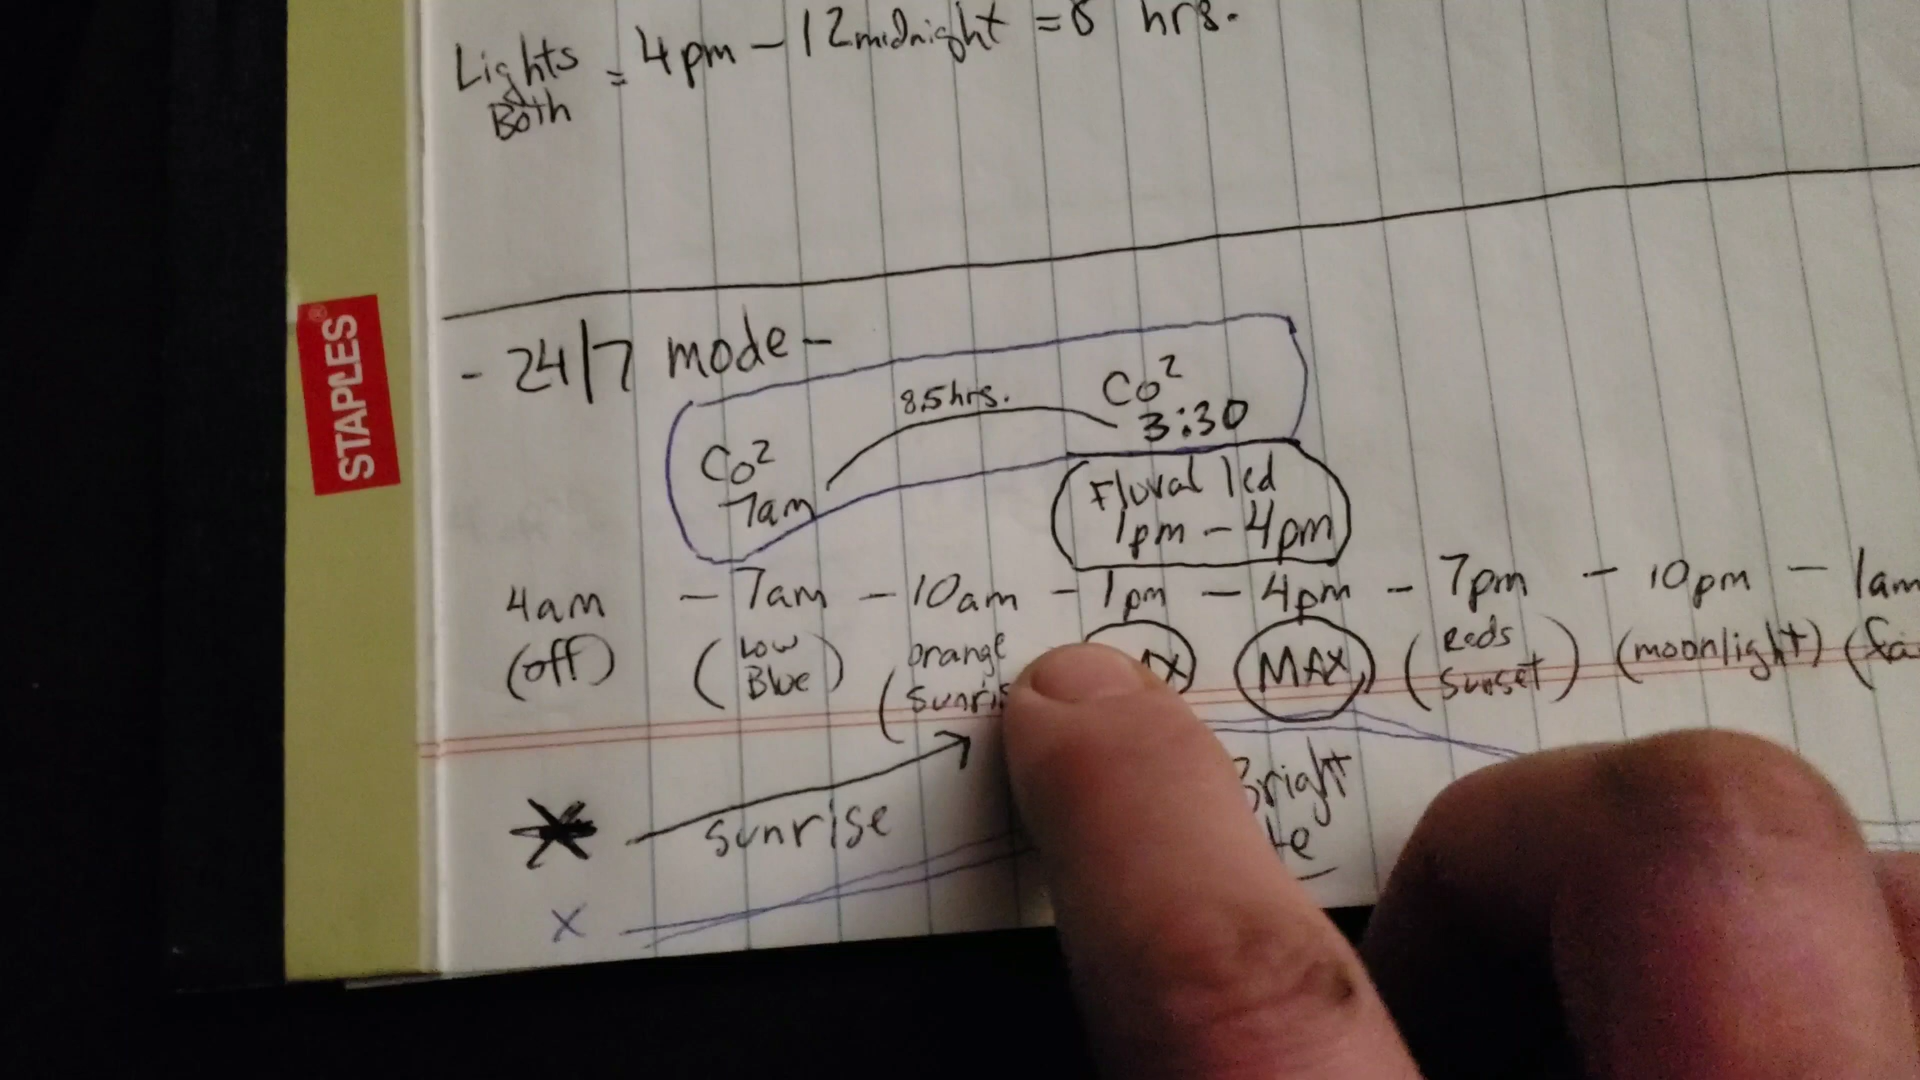 Lights = 4pm - 12midnight = 8 hrs.
Both
- 24/7 mode -
8.5hrs.
Co²
3:30
Co²
7am
Fluval led
1pm - 4pm
4am - 7am - 10am - 1pm - 4pm - 7pm - 10pm - 1am
(off) (Low Blue) (orange MAX) (Reds Sunset) (moonlight)
sunrise
Bright
X
STAPLES®